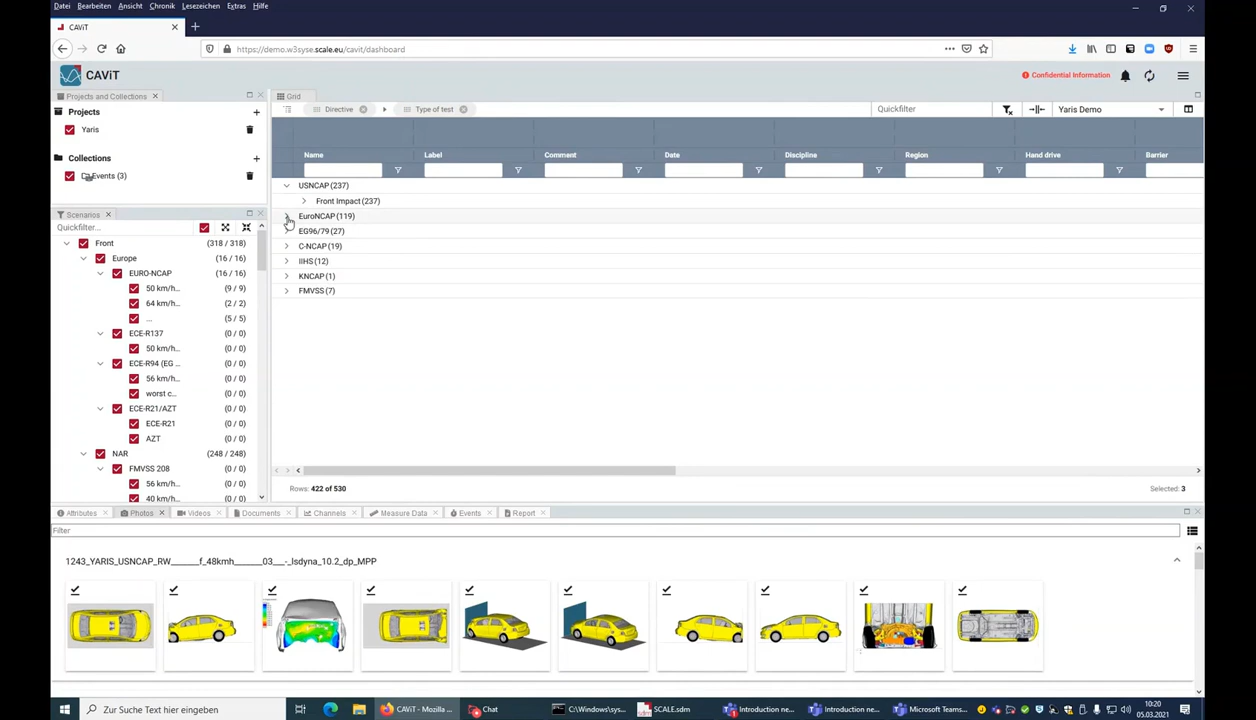 Datei Bearbeiten Ansicht Chronik Lesezeichen Extras Hilfe
CAViT
https://demo.w3syse.scale.eu/cavit/dashboard
CAViT
Confidential Information
Projects and Collections
Grid
Projects
Directive
Type of test
Quickfilter
Yaris Demo
Yaris
Name
Label
Comment
Date
Discipline
Region
Hand drive
Barrier
Collections
Events (3)
USNCAP (237)
Front Impact (237)
EuroNCAP (119)
EG96/79 (27)
C-NCAP (19)
IIHS (12)
KNCAP (1)
FMVSS (7)
Scenarios
Quickfilter...
Front (318 / 318)
Europe (16 / 16)
EURO-NCAP (16 / 16)
50 km/h... (9 / 9)
64 km/h... (2 / 2)
... (5 / 5)
ECE-R137 (0 / 0)
50 km/h... (0 / 0)
ECE-R94 (EG ... (0 / 0)
56 km/h... (0 / 0)
worst c... (0 / 0)
ECE-R21/AZT (0 / 0)
ECE-R21 (0 / 0)
AZT (0 / 0)
NAR (248 / 248)
FMVSS 208 (0 / 0)
56 km/h... (0 / 0)
40 km/h... (0 / 0)
Rows: 422 of 530
Selected: 3
Attributes Photos Videos Documents Channels Measure Data Events Report
Filter
1243_YARIS_USNCAP_RW______f_48kmh______03___-_lsdyna_10.2_dp_MPP
Zur Suche Text hier eingeben
CAViT - Mozilla ...
Chat
C:\Windows\sys...
SCALE.sdm
Introduction ne...
Introduction ne...
Microsoft Teams...
10:20
05.03.2021